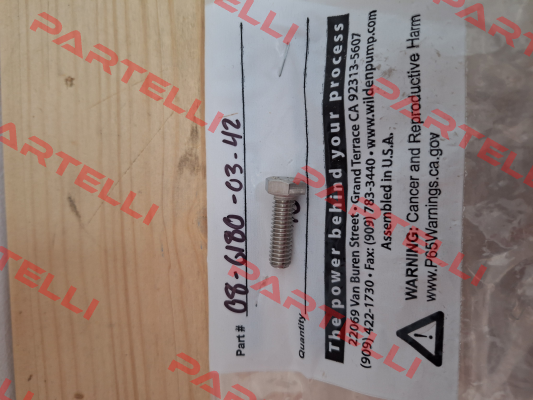 Part # 08-6180-03-42
Quantity
The power behind your process
22069 Van Buren Street • Grand Terrace CA 92313-5607
(909) 422-1730 • Fax: (909) 783-3440 • www.wildenpump.com
Assembled in U.S.A.
WARNING: Cancer and Reproductive Harm
www.P65Warnings.ca.gov
PARTELLI
PARTELLI
PARTELLI
PARTELLI
PARTELLI